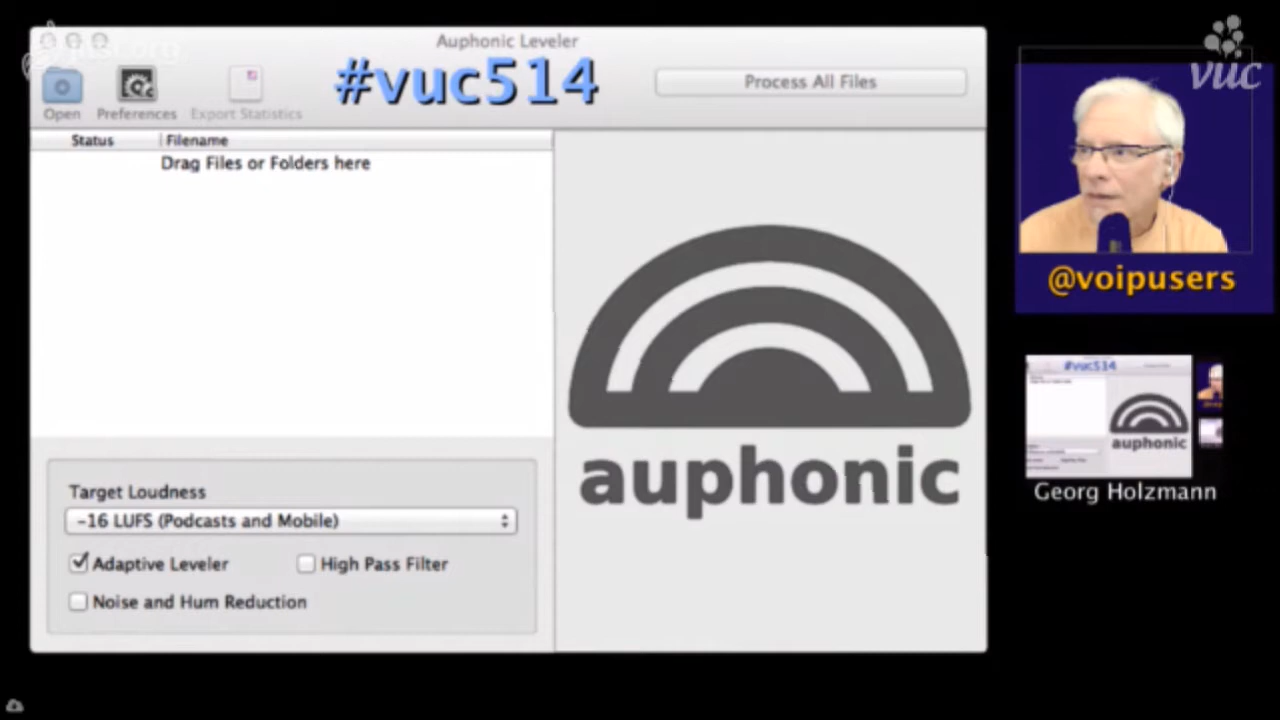 Auphonic Leveler
#vuc514
Process All Files
Open
Preferences
Export Statistics
Status
Filename
Drag Files or Folders here
auphonic
Target Loudness
-16 LUFS (Podcasts and Mobile)
Adaptive Leveler
High Pass Filter
Noise and Hum Reduction
vuc
@voipusers
#vuc514
auphonic
Georg Holzmann